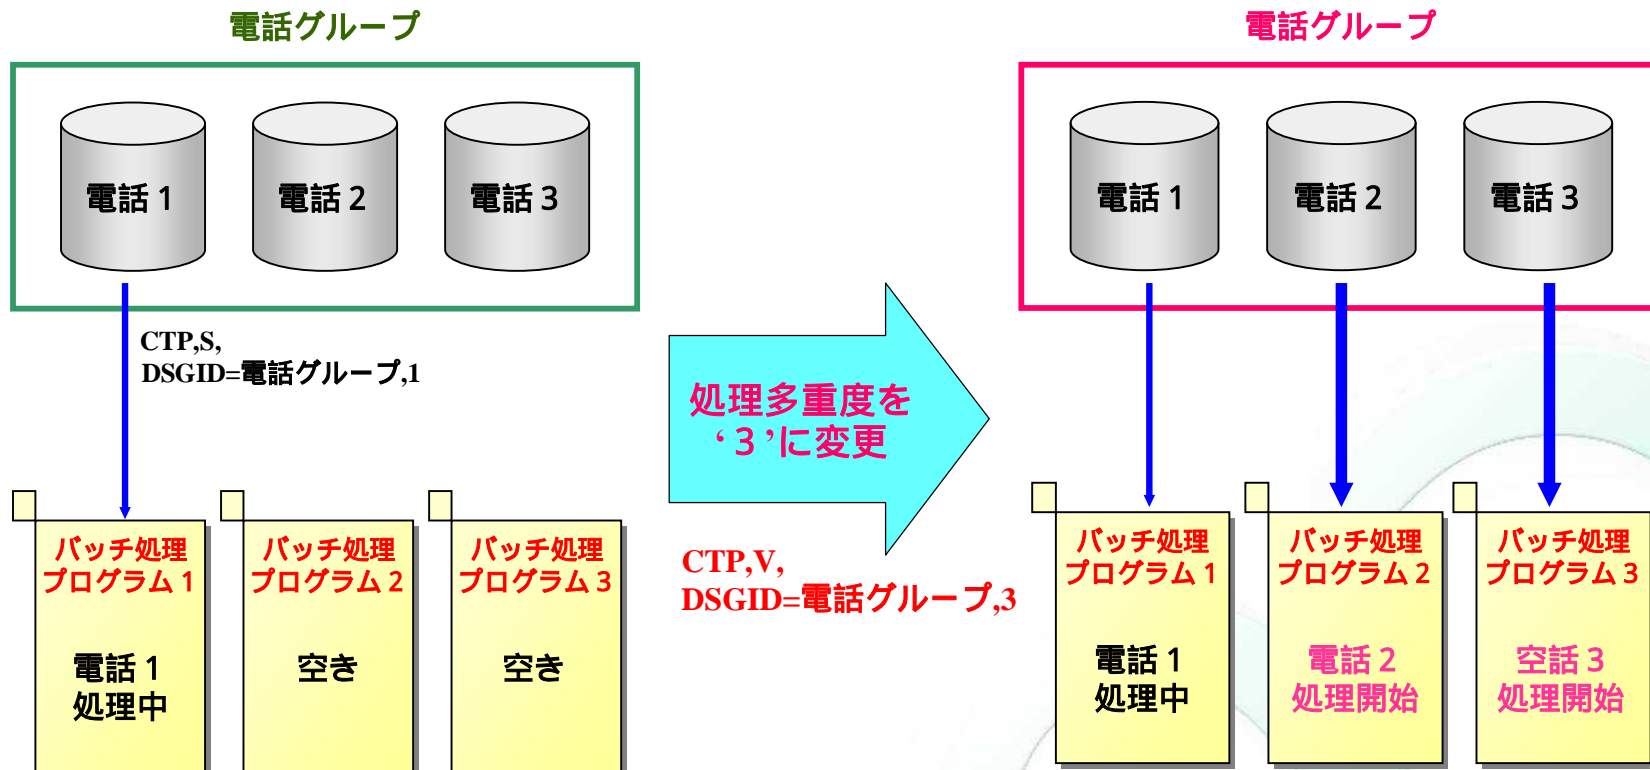 電話グループ
電話1
電話2
電話3
CTP,S,
DSGID=電話グループ,1
バッチ処理
プログラム1
電話1
処理中
バッチ処理
プログラム2
空き
バッチ処理
プログラム3
空き
処理多重度を
‘3’に変更
CTP,V,
DSGID=電話グループ,3
電話グループ
電話1
電話2
電話3
バッチ処理
プログラム1
電話1
処理中
バッチ処理
プログラム2
電話2
処理開始
バッチ処理
プログラム3
空話3
処理開始